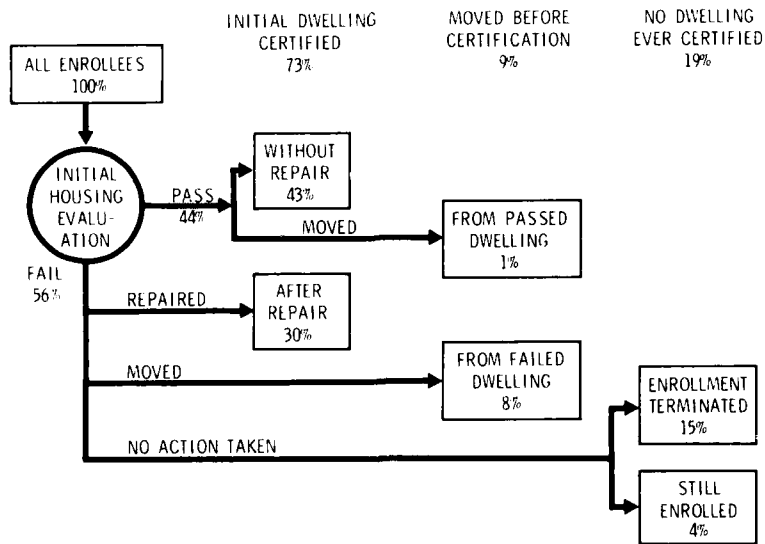 INITIAL DWELLING
CERTIFIED
73%
MOVED BEFORE
CERTIFICATION
9%
NO DWELLING
EVER CERTIFIED
19%
ALL ENROLLEES
100%
INITIAL
HOUSING
EVALU-
ATION
PASS
44%
WITHOUT
REPAIR
43%
MOVED
FROM PASSED
DWELLING
1%
FAIL
56%
REPAIRED
AFTER
REPAIR
30%
MOVED
FROM FAILED
DWELLING
8%
NO ACTION TAKEN
ENROLLMENT
TERMINATED
15%
STILL
ENROLLED
4%